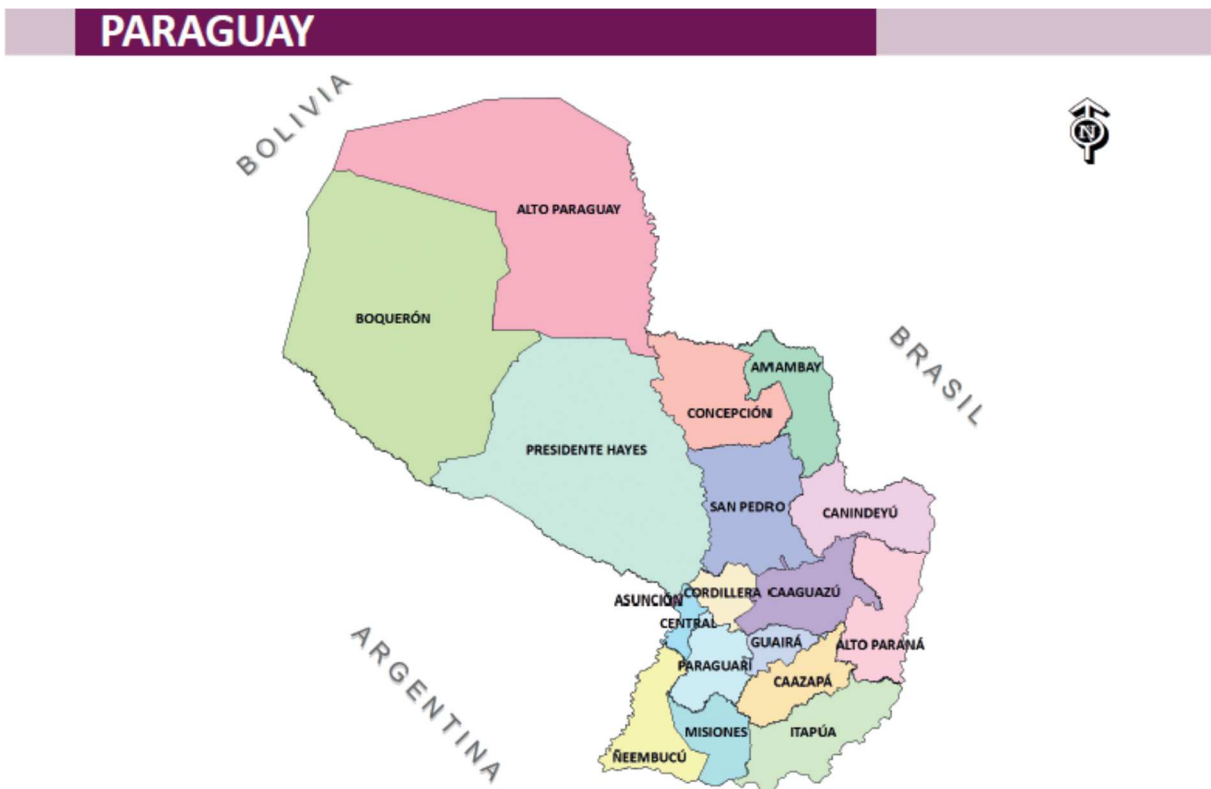 PARAGUAY
BOLIVIA
N
ALTO PARAGUAY
BOQUERÓN
BRASIL
AMAMBAY
CONCEPCIÓN
PRESIDENTE HAYES
SAN PEDRO
CANINDEYÚ
CORDILLERA
CAAGUAZÚ
ASUNCIÓN
CENTRAL
GUAIRÁ
ALTO PARANÁ
PARAGUARÍ
CAAZAPÁ
ARGENTINA
MISIONES
ITAPÚA
ÑEEMBUCÚ